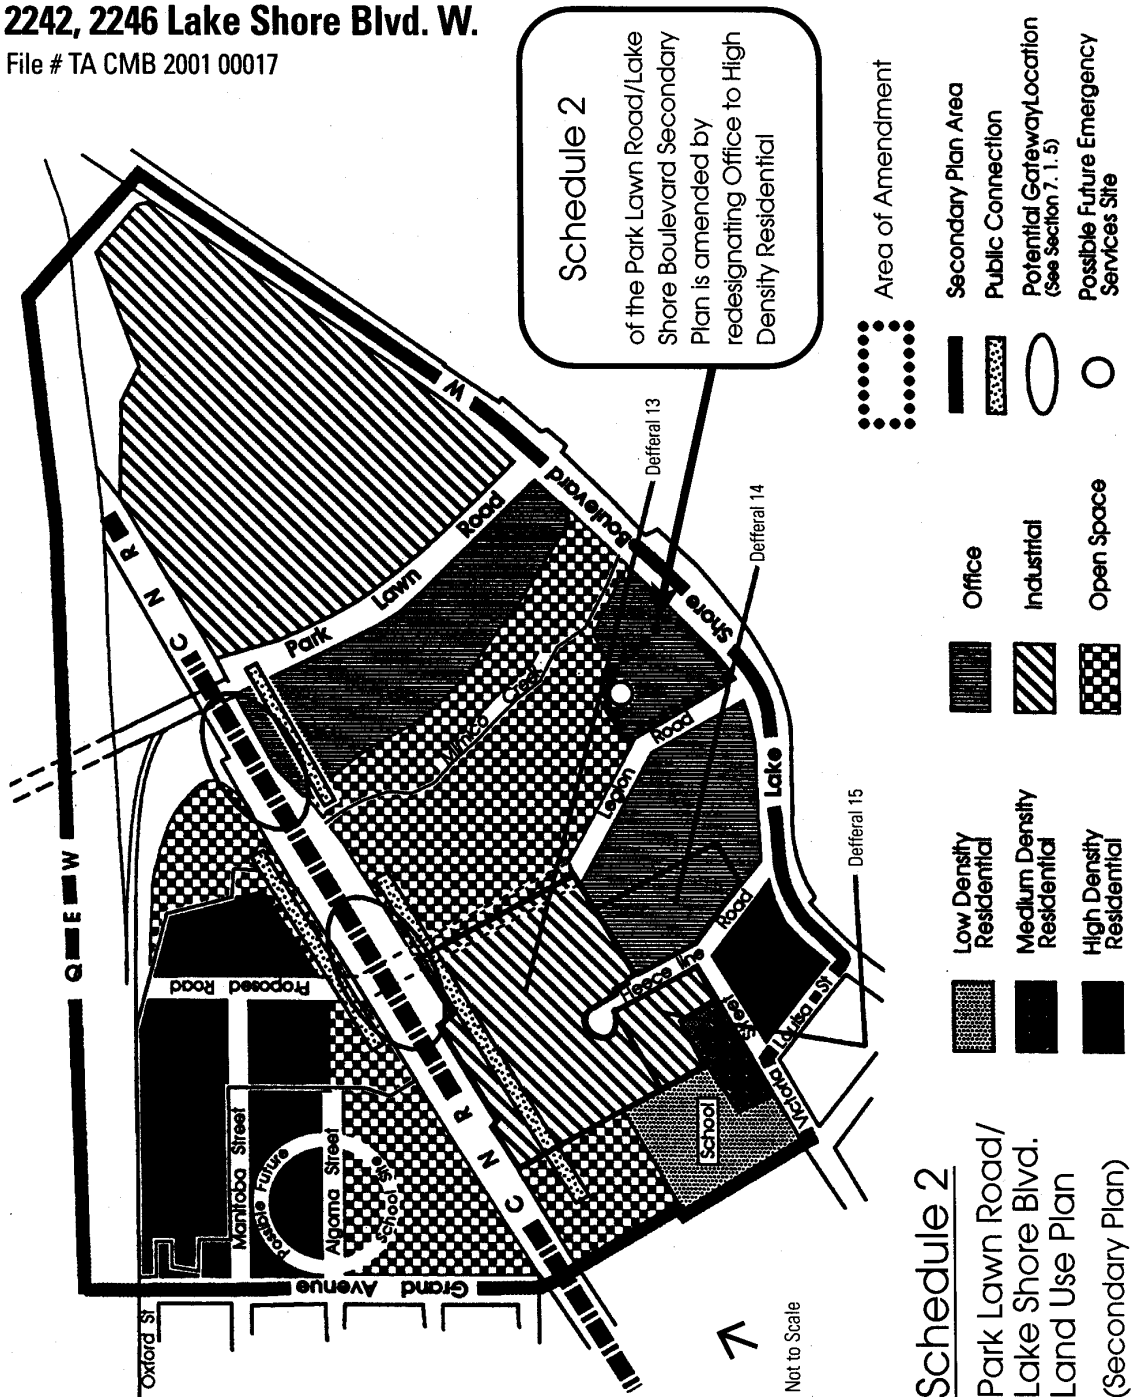 2242, 2246 Lake Shore Blvd. W.
File # TA CMB 2001 00017
Schedule 2
of the Park Lawn Road/Lake
Shore Boulevard Secondary
Plan is amended by
redesignating Office to High
Density Residential
Q E W
C N R
W
Boulevard
Shore
Lake
Park Lawn Road
Mimico Creek
Legion Road
Fleece line Road
Victoria Street
Louisa St
School
Defferal 13
Defferal 14
Defferal 15
Proposed Road
Manitoba Street
Algoma Street
Possible Future
School Site
Grand Avenue
Oxford St
C N R
Not to Scale
Schedule 2
Park Lawn Road/
Lake Shore Blvd.
Land Use Plan
(Secondary Plan)
Low Density
Residential
Medium Density
Residential
High Density
Residential
Office
Industrial
Open Space
Area of Amendment
Secondary Plan Area
Public Connection
Potential GatewayLocation
(See Section 7. 1. 5)
Possible Future Emergency
Services Site